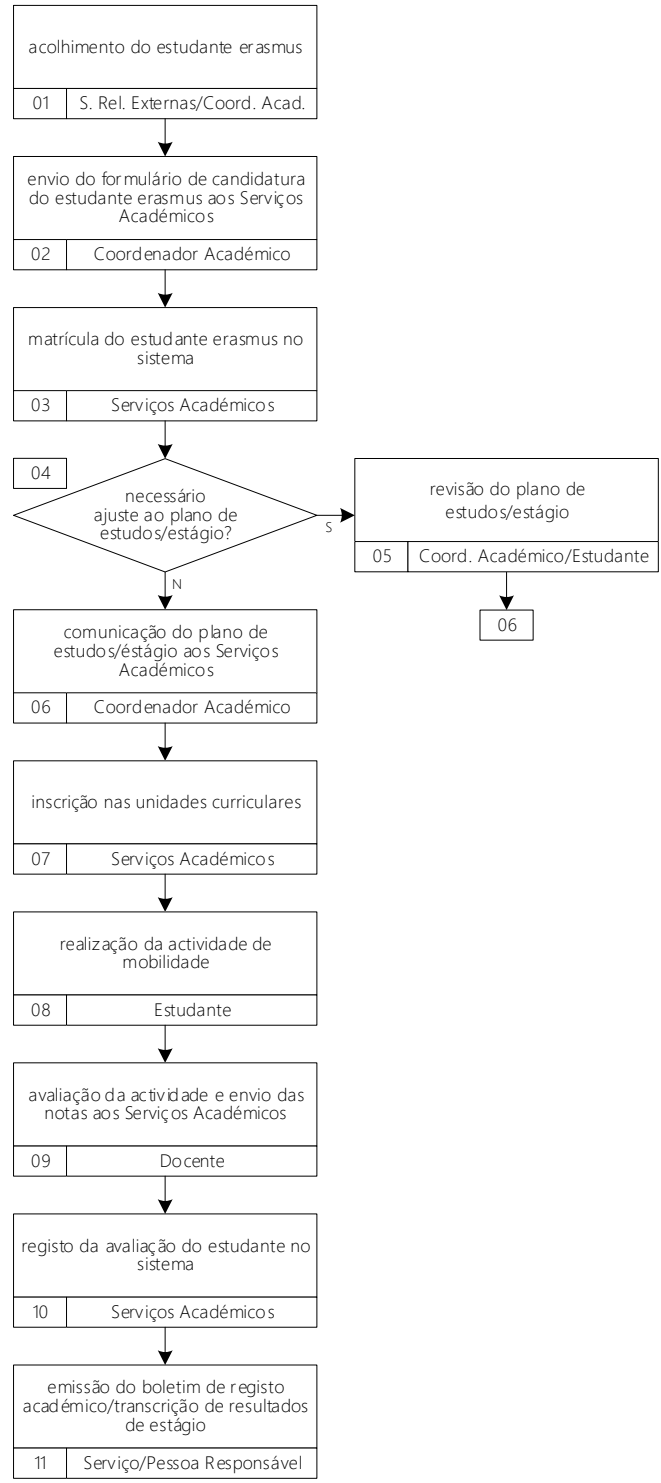 acolhimento do estudante erasmus
01 S. Rel. Externas/Coord. Acad.
envio do formulário de candidatura
do estudante erasmus aos Serviços
Académicos
02 Coordenador Académico
matrícula do estudante erasmus no
sistema
03 Serviços Académicos
04
necessário
ajuste ao plano de
estudos/estágio?
S
N
revisão do plano de
estudos/estágio
05 Coord. Académico/Estudante
06
comunicação do plano de
estudos/éstágio aos Serviços
Académicos
06 Coordenador Académico
inscrição nas unidades curriculares
07 Serviços Académicos
realização da actividade de
mobilidade
08 Estudante
avaliação da actividade e envio das
notas aos Serviços Académicos
09 Docente
registo da avaliação do estudante no
sistema
10 Serviços Académicos
emissão do boletim de registo
académico/transcrição de resultados
de estágio
11 Serviço/Pessoa Responsável